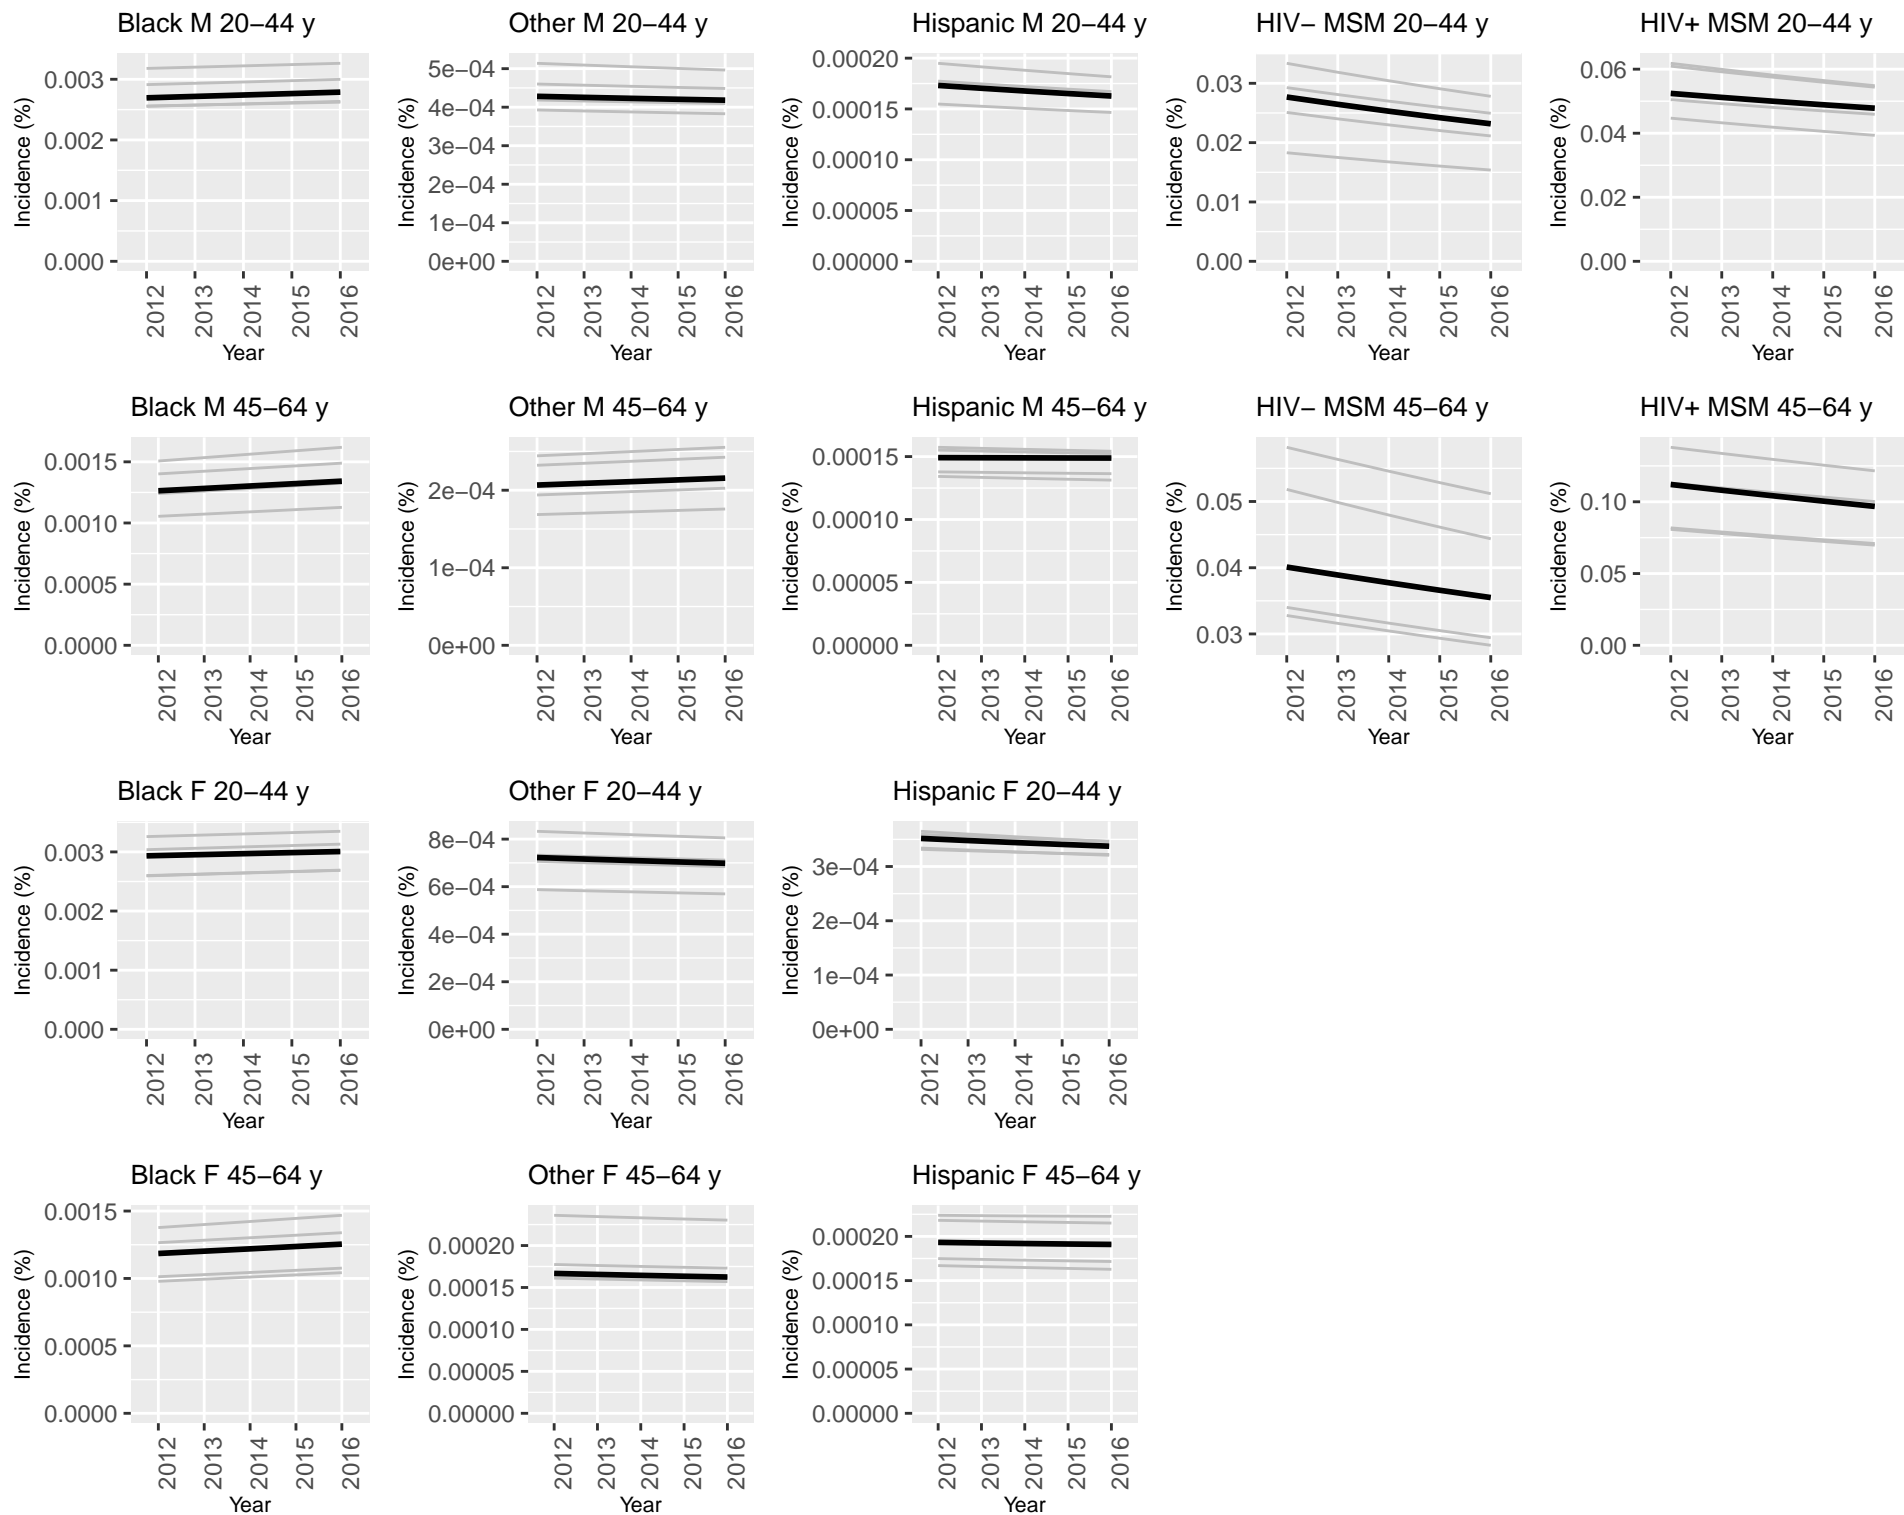 Black M 20−44 y
Incidence (%)
0.003
0.002
0.001
0.000
2012
2013
2014
2015
2016
Year
Other M 20−44 y
Incidence (%)
5e−04
4e−04
3e−04
2e−04
1e−04
0e+00
2012
2013
2014
2015
2016
Year
Hispanic M 20−44 y
Incidence (%)
0.00020
0.00015
0.00010
0.00005
0.00000
2012
2013
2014
2015
2016
Year
HIV− MSM 20−44 y
Incidence (%)
0.03
0.02
0.01
0.00
2012
2013
2014
2015
2016
Year
HIV+ MSM 20−44 y
Incidence (%)
0.06
0.04
0.02
0.00
2012
2013
2014
2015
2016
Year
Black M 45−64 y
Incidence (%)
0.0015
0.0010
0.0005
0.0000
2012
2013
2014
2015
2016
Year
Other M 45−64 y
Incidence (%)
2e−04
1e−04
0e+00
2012
2013
2014
2015
2016
Year
Hispanic M 45−64 y
Incidence (%)
0.00015
0.00010
0.00005
0.00000
2012
2013
2014
2015
2016
Year
HIV− MSM 45−64 y
Incidence (%)
0.05
0.04
0.03
2012
2013
2014
2015
2016
Year
HIV+ MSM 45−64 y
Incidence (%)
0.10
0.05
0.00
2012
2013
2014
2015
2016
Year
Black F 20−44 y
Incidence (%)
0.003
0.002
0.001
0.000
2012
2013
2014
2015
2016
Year
Other F 20−44 y
Incidence (%)
8e−04
6e−04
4e−04
2e−04
0e+00
2012
2013
2014
2015
2016
Year
Hispanic F 20−44 y
Incidence (%)
3e−04
2e−04
1e−04
0e+00
2012
2013
2014
2015
2016
Year
Black F 45−64 y
Incidence (%)
0.0015
0.0010
0.0005
0.0000
2012
2013
2014
2015
2016
Year
Other F 45−64 y
Incidence (%)
0.00020
0.00015
0.00010
0.00005
0.00000
2012
2013
2014
2015
2016
Year
Hispanic F 45−64 y
Incidence (%)
0.00020
0.00015
0.00010
0.00005
0.00000
2012
2013
2014
2015
2016
Year